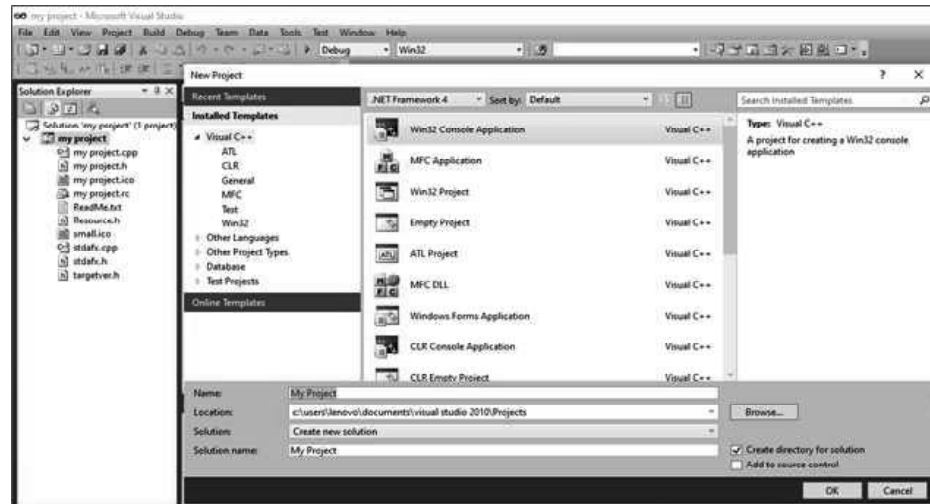 my project - Microsoft Visual Studio
File Edit View Project Build Debug Team Data Tools Test Window Help
Debug Win32
Solution Explorer
Solution 'my project' (1 project)
my project
my project.cpp
my project.h
my project.ico
my project.rc
ReadMe.txt
Resource.h
small.ico
stdafx.cpp
stdafx.h
targetver.h
New Project
Recent Templates
Installed Templates
Visual C++
ATL
CLR
General
MFC
Test
Win32
Other Languages
Other Project Types
Database
Test Projects
Online Templates
.NET Framework 4 Sort by: Default
Win32 Console Application Visual C++
MFC Application Visual C++
Win32 Project Visual C++
Empty Project Visual C++
ATL Project Visual C++
MFC DLL Visual C++
Windows Forms Application Visual C++
CLR Console Application Visual C++
CLR Empty Project Visual C++
Search Installed Templates
Type: Visual C++
A project for creating a Win32 console
application
Name: My Project
Location: c:\users\lenovo\documents\visual studio 2010\Projects Browse...
Solution: Create new solution
Solution name: My Project
Create directory for solution
Add to source control
OK Cancel